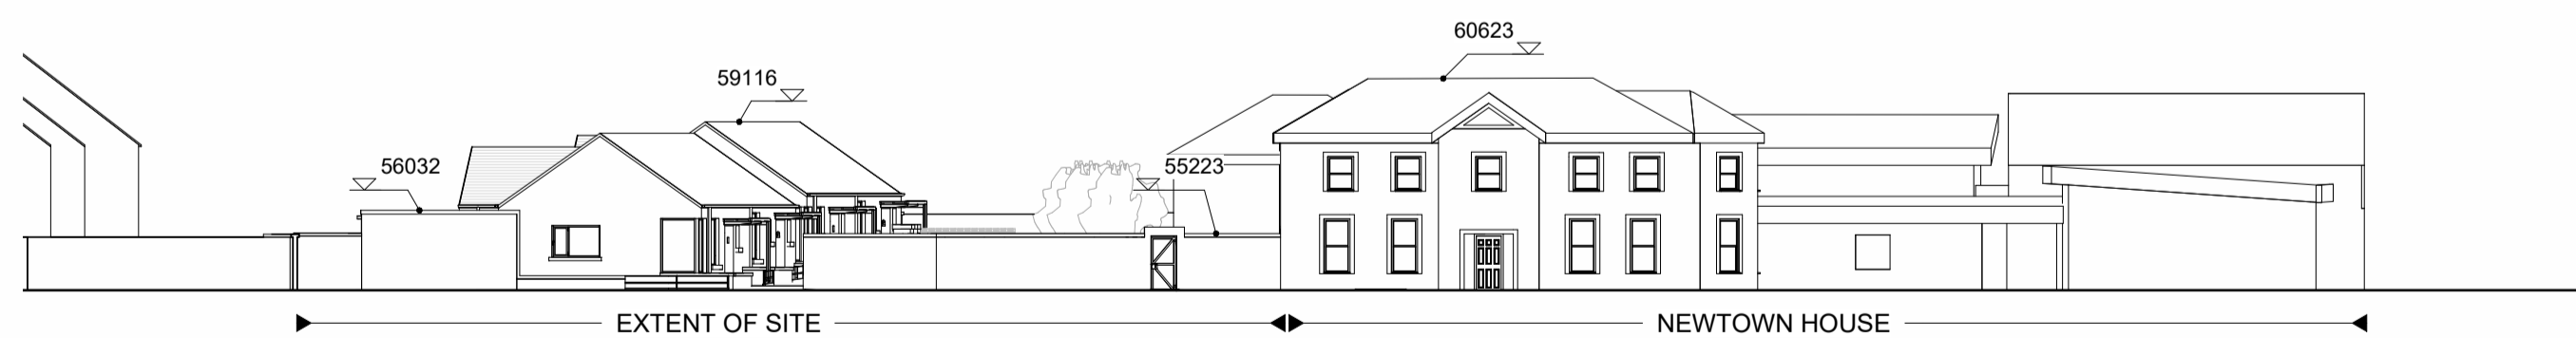 60623
59116
56032
55223
EXTENT OF SITE
NEWTOWN HOUSE